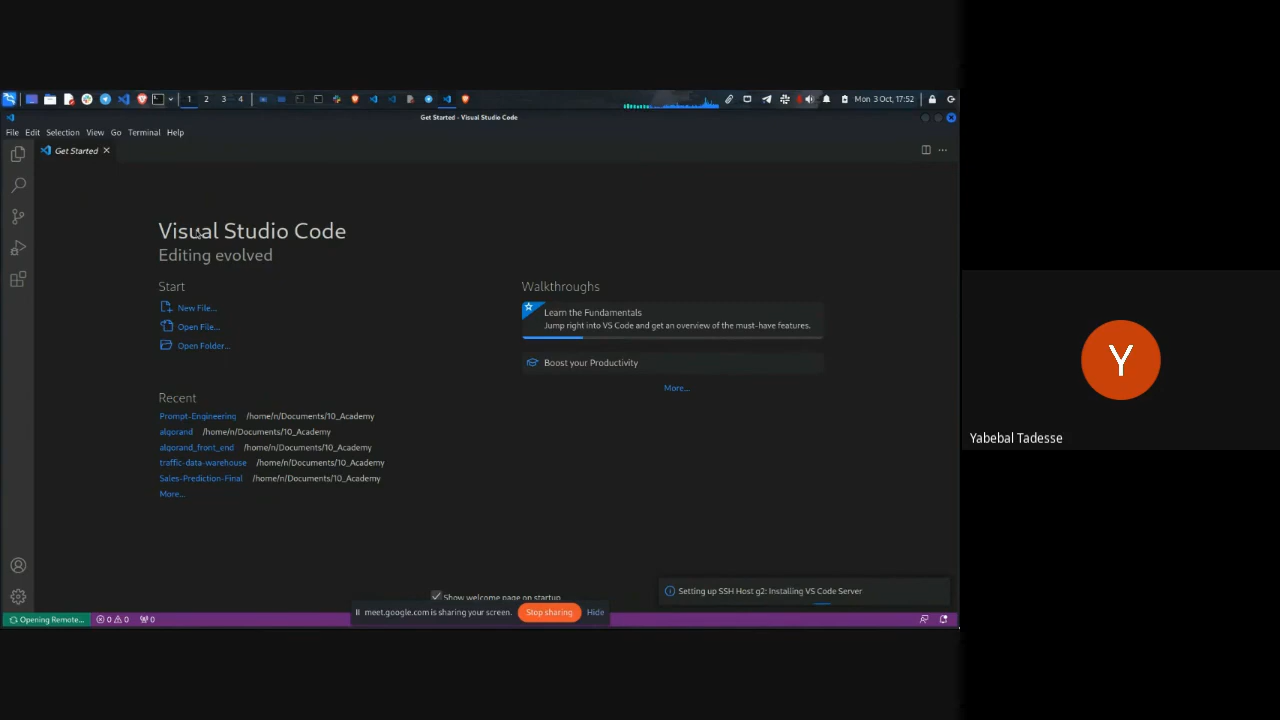 1 2 3 4
Mon 3 Oct, 17:52
Get Started - Visual Studio Code
File Edit Selection View Go Terminal Help
Get Started
Visual Studio Code
Editing evolved
Start
New File...
Open File...
Open Folder...
Recent
Prompt-Engineering /home/n/Documents/10_Academy
algorand /home/n/Documents/10_Academy
algorand_front_end /home/n/Documents/10_Academy
traffic-data-warehouse /home/n/Documents/10_Academy
Sales-Prediction-Final /home/n/Documents/10_Academy
More...
Walkthroughs
Learn the Fundamentals
Jump right into VS Code and get an overview of the must-have features.
Boost your Productivity
More...
Show welcome page on startup
Setting up SSH Host g2: Installing VS Code Server
meet.google.com is sharing your screen. Stop sharing Hide
Opening Remote... 0 0 0
Y
Yabebal Tadesse